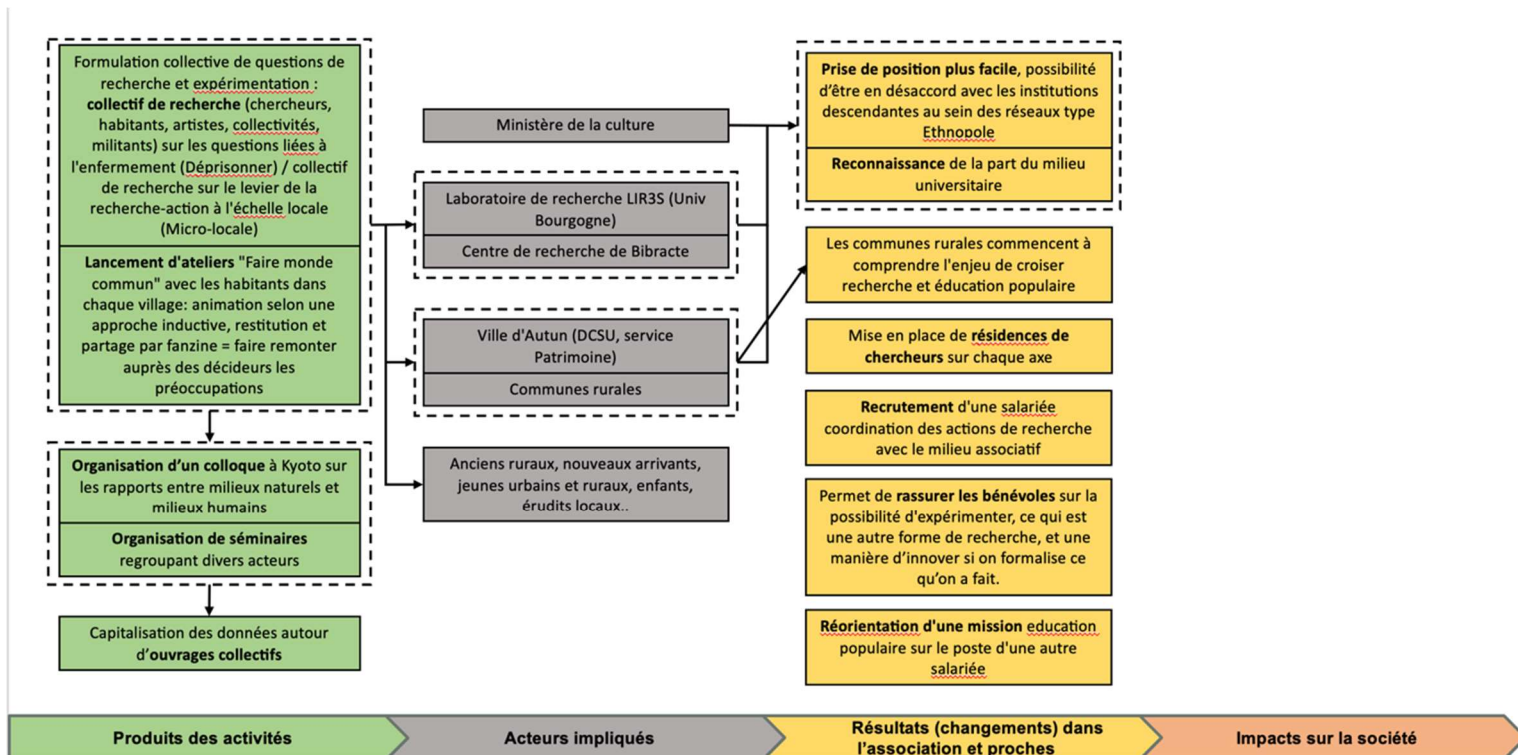 Formulation collective de questions de
recherche et expérimentation :
collectif de recherche (chercheurs,
habitants, artistes, collectivités,
militants) sur les questions liées à
l'enfermement (Déprisonner) / collectif
de recherche sur le levier de la
recherche-action à l'échelle locale
(Micro-locale)
Lancement d'ateliers "Faire monde
commun" avec les habitants dans
chaque village: animation selon une
approche inductive, restitution et
partage par fanzine = faire remonter
auprès des décideurs les
préoccupations
Organisation d’un colloque à Kyoto sur
les rapports entre milieux naturels et
milieux humains
Organisation de séminaires
regroupant divers acteurs
Capitalisation des données autour
d’ouvrages collectifs
Ministère de la culture
Laboratoire de recherche LIR3S (Univ
Bourgogne)
Centre de recherche de Bibracte
Ville d'Autun (DCSU, service
Patrimoine)
Communes rurales
Anciens ruraux, nouveaux arrivants,
jeunes urbains et ruraux, enfants,
érudits locaux..
Prise de position plus facile, possibilité
d’être en désaccord avec les institutions
descendantes au sein des réseaux type
Ethnopole
Reconnaissance de la part du milieu
universitaire
Les communes rurales commencent à
comprendre l'enjeu de croiser
recherche et éducation populaire
Mise en place de résidences de
chercheurs sur chaque axe
Recrutement d'une salariée
coordination des actions de recherche
avec le milieu associatif
Permet de rassurer les bénévoles sur la
possibilité d'expérimenter, ce qui est
une autre forme de recherche, et une
manière d’innover si on formalise ce
qu’on a fait.
Réorientation d'une mission education
populaire sur le poste d'une autre
salariée
Produits des activités
Acteurs impliqués
Résultats (changements) dans
l’association et proches
Impacts sur la société